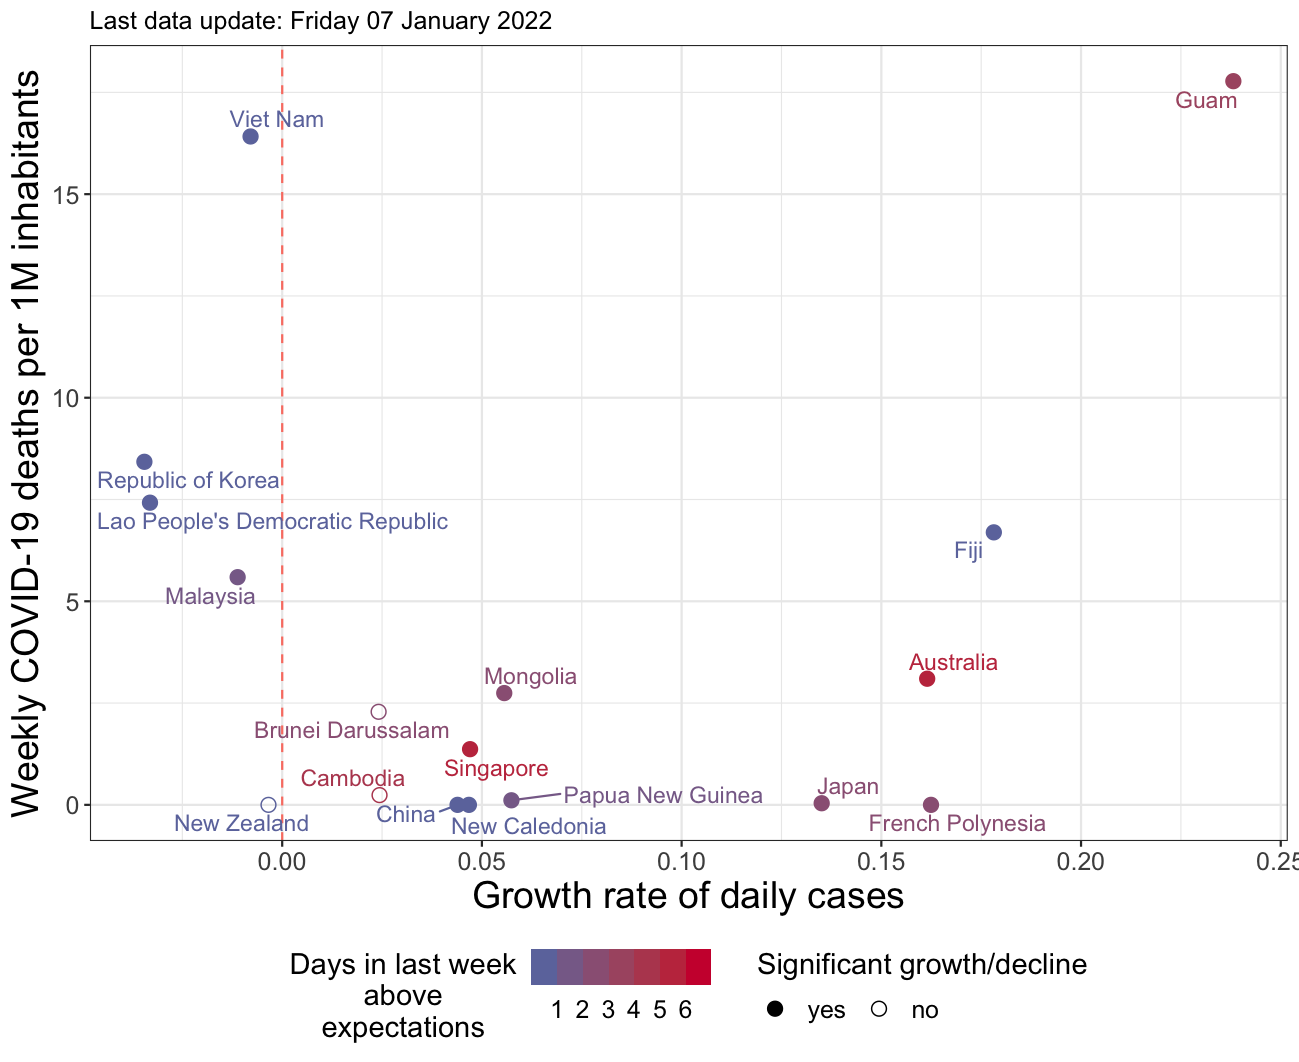 Last data update: Friday 07 January 2022
Weekly COVID-19 deaths per 1M inhabitants
15
10
5
0
Guam
Viet Nam
Republic of Korea
Lao People's Democratic Republic
Fiji
Malaysia
Australia
Mongolia
Brunei Darussalam
Singapore
Cambodia
Japan
Papua New Guinea
China
New Zealand
New Caledonia
French Polynesia
0.00 0.05 0.10 0.15 0.20 0.25
Growth rate of daily cases
Days in last week
above
expectations
1 2 3 4 5 6
Significant growth/decline
yes no